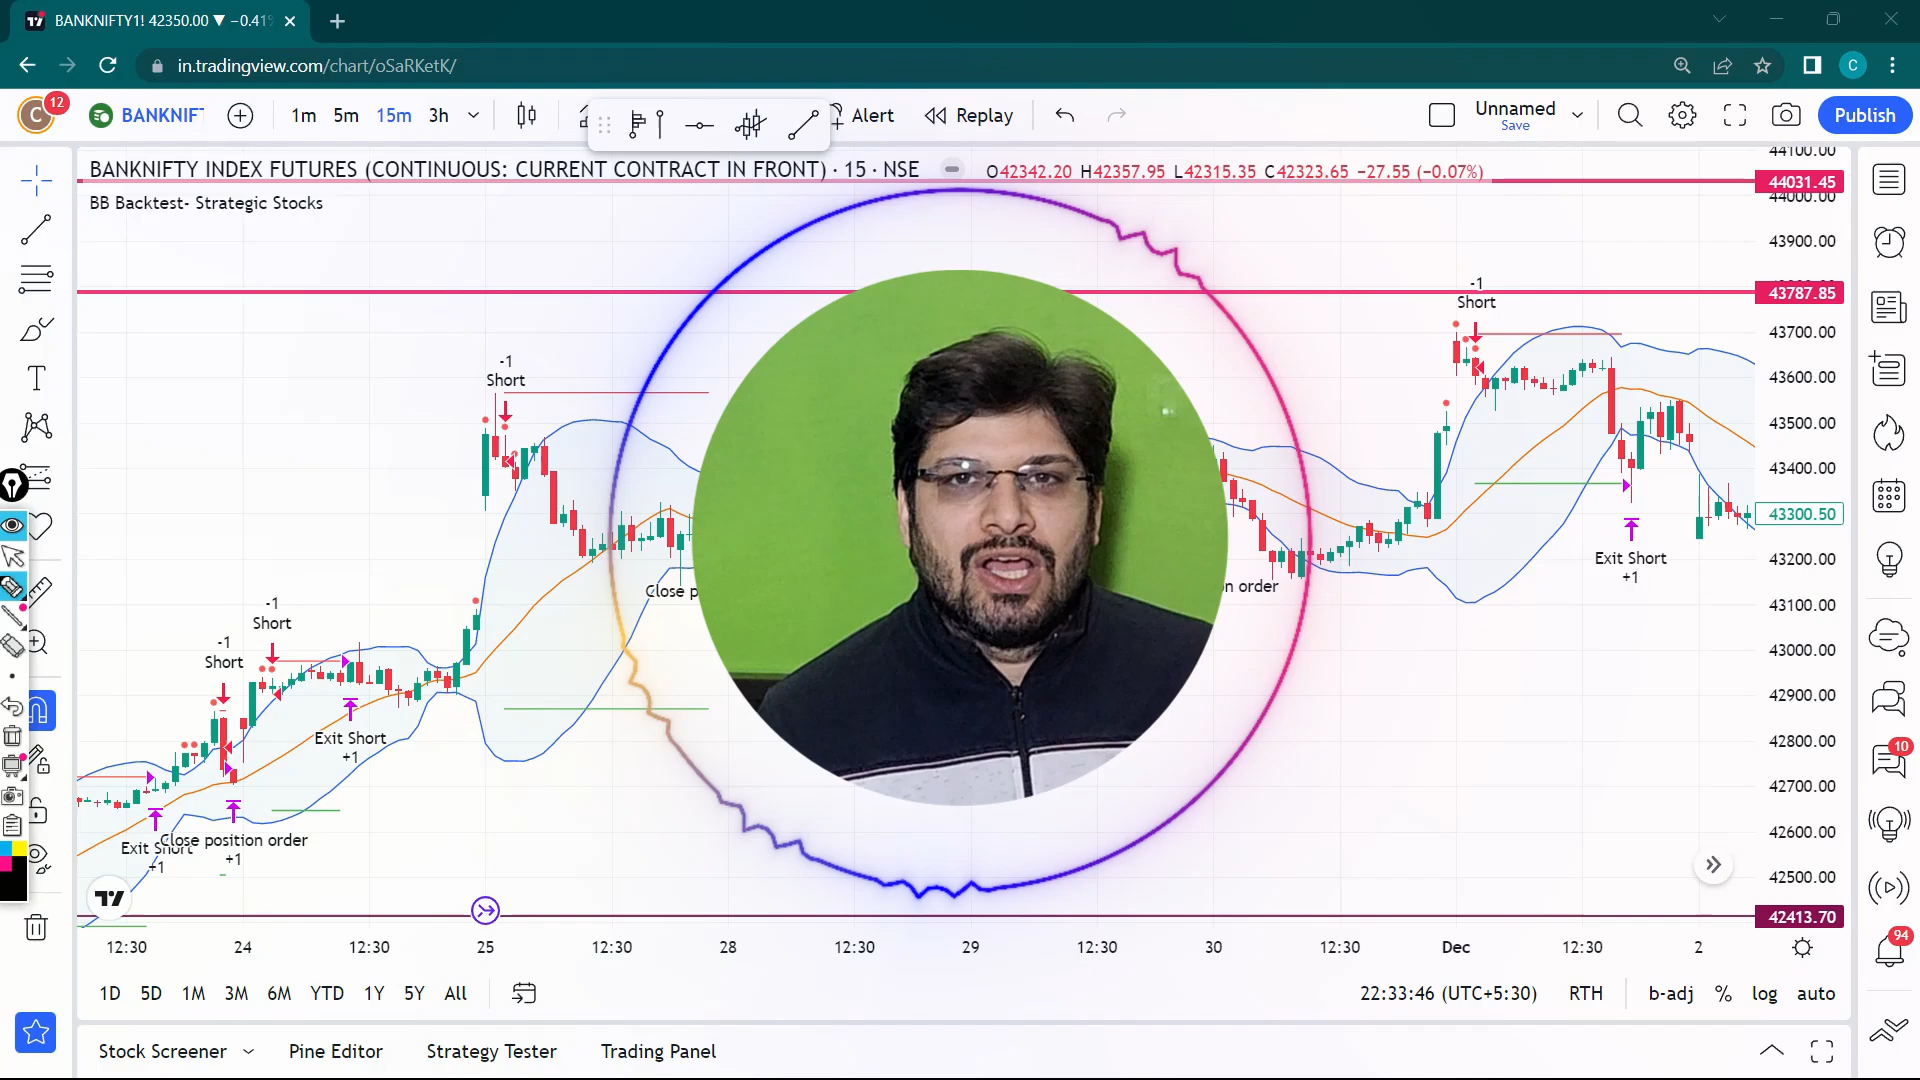 BANKNIFTY1! 42350.00 ▼ −0.41%
in.tradingview.com/chart/oSaRKetK/
C
C
12
BANKNIFT
1m 5m 15m 3h
Alert
Replay
Unnamed
Save
Publish
BANKNIFTY INDEX FUTURES (CONTINUOUS: CURRENT CONTRACT IN FRONT) · 15 · NSE
O42342.20 H42357.95 L42315.35 C42323.65 −27.55 (−0.07%)
BB Backtest- Strategic Stocks
44100.00
44031.45
44000.00
43900.00
43787.85
43700.00
43600.00
43500.00
43400.00
43300.50
43200.00
43100.00
43000.00
42900.00
42800.00
42700.00
42600.00
42500.00
42413.70
-1
Short
-1
Short
-1
Short
-1
Short
Close p
n order
Exit Short
+1
Exit Short
+1
Exit Short
+1
Close position order
+1
10
94
12:30 24 12:30 25 12:30 28 12:30 29 12:30 30 12:30 Dec 12:30 2
1D 5D 1M 3M 6M YTD 1Y 5Y All
22:33:46 (UTC+5:30) RTH b-adj % log auto
Stock Screener Pine Editor Strategy Tester Trading Panel